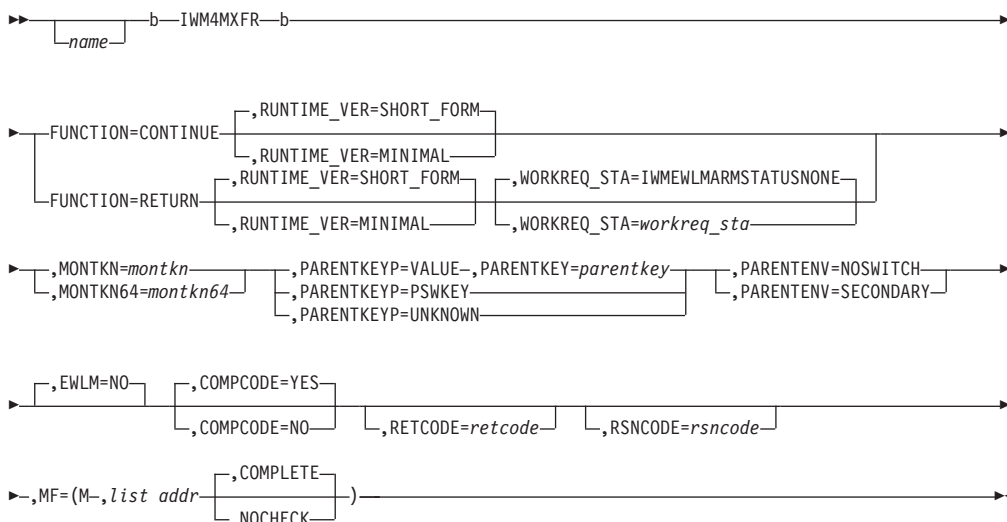 b IWM4MXFR b
name
,RUNTIME_VER=SHORT_FORM
FUNCTION=CONTINUE
,RUNTIME_VER=MINIMAL
,RUNTIME_VER=SHORT_FORM ,WORKREQ_STA=IWMEWLMARMSTATUSNONE
FUNCTION=RETURN
,RUNTIME_VER=MINIMAL ,WORKREQ_STA=workreq_sta
,MONTKN=montkn ,PARENTKEYP=VALUE ,PARENTKEY=parentkey ,PARENTENV=NOSWITCH
,MONTKN64=montkn64 ,PARENTKEYP=PSWKEY ,PARENTENV=SECONDARY
,PARENTKEYP=UNKNOWN
,EWLM=NO ,COMPCODE=YES
,COMPCODE=NO ,RETCODE=retcode ,RSNCODE=rsncode
,COMPLETE
,MF=(M ,list addr )
NOCHECK